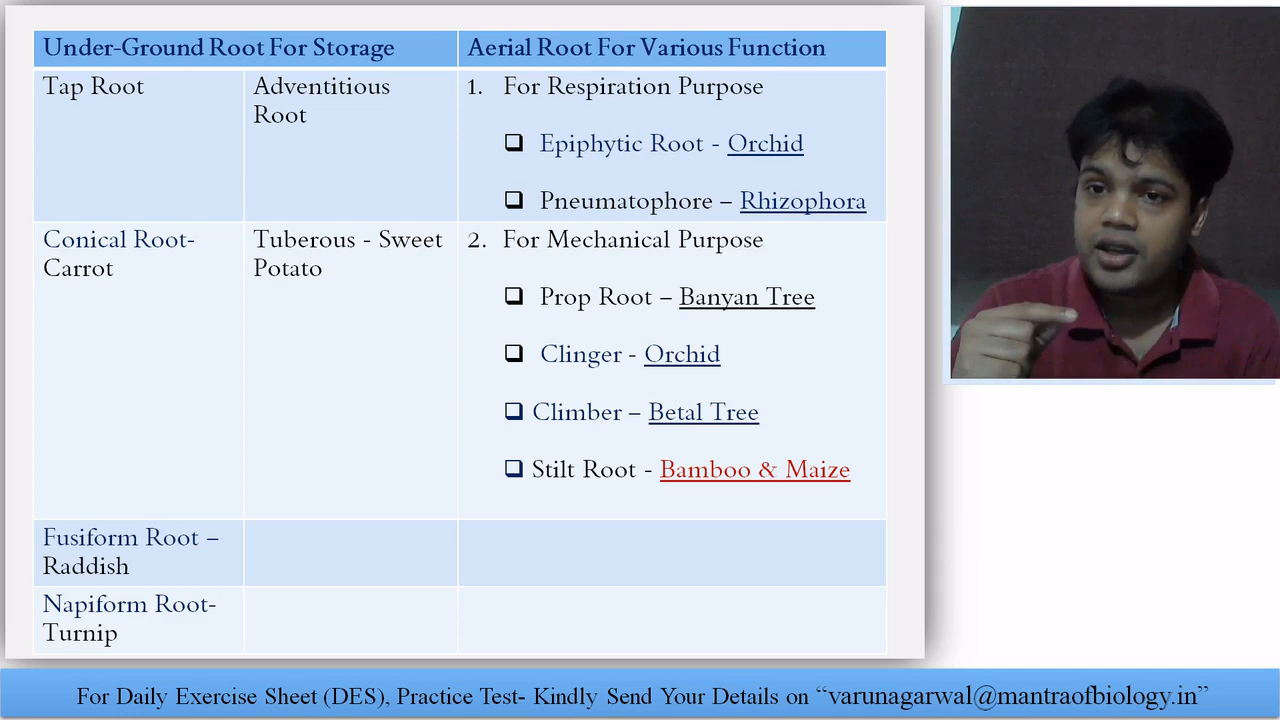 Under-Ground Root For Storage
Aerial Root For Various Function
Tap Root
Adventitious
Root
1. For Respiration Purpose
❑ Epiphytic Root - Orchid
❑ Pneumatophore – Rhizophora
Conical Root-
Carrot
Tuberous - Sweet
Potato
2. For Mechanical Purpose
❑ Prop Root – Banyan Tree
❑ Clinger - Orchid
❑ Climber – Betal Tree
❑ Stilt Root - Bamboo & Maize
Fusiform Root –
Raddish
Napiform Root-
Turnip
For Daily Exercise Sheet (DES), Practice Test- Kindly Send Your Details on “varunagarwal@mantraofbiology.in”